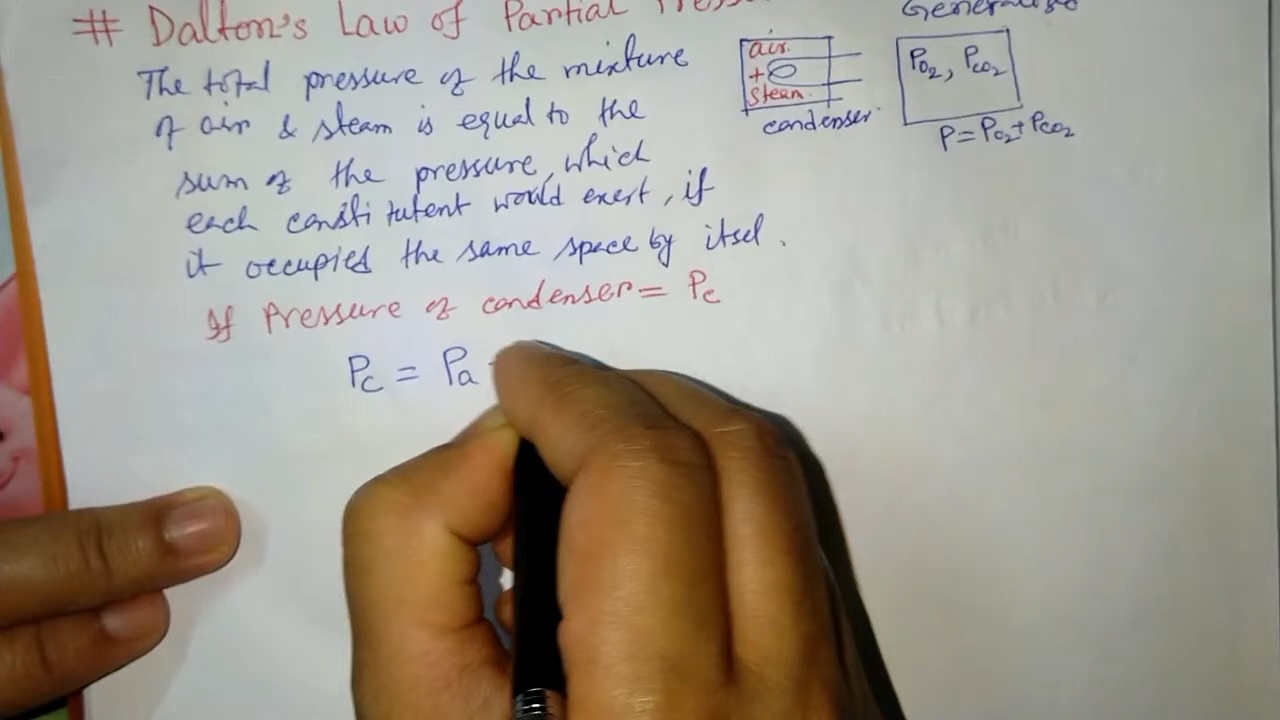 # Dalton's Law of Partial
The total pressure of the mixture
of air & steam is equal to the
sum of the pressure, which
each constitutent would exert, if
it occupied the same space by itsel.
If Pressure of condenser = Pc
Pc = Pa
air.
+
steam.
condenser
PO2, PCO2
P = PO2 + PCO2